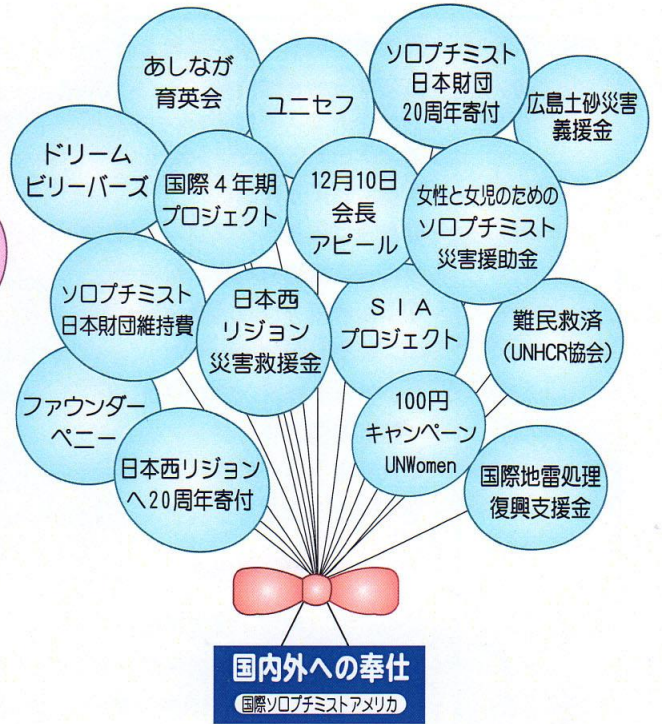 あしなが
育英会
ユニセフ
ソロプチミスト
日本財団
20周年寄付
広島土砂災害
義援金
ドリーム
ビリーバーズ
国際４年期
プロジェクト
12月10日
会長
アピール
女性と女児のための
ソロプチミスト
災害援助金
ソロプチミスト
日本財団維持費
日本西
リジョン
災害救援金
ＳＩＡ
プロジェクト
難民救済
(UNHCR協会)
ファウンダー
ペニー
日本西リジョン
へ20周年寄付
100円
キャンペーン
UNWomen
国際地雷処理
復興支援金
国内外への奉仕
国際ソロプチミストアメリカ